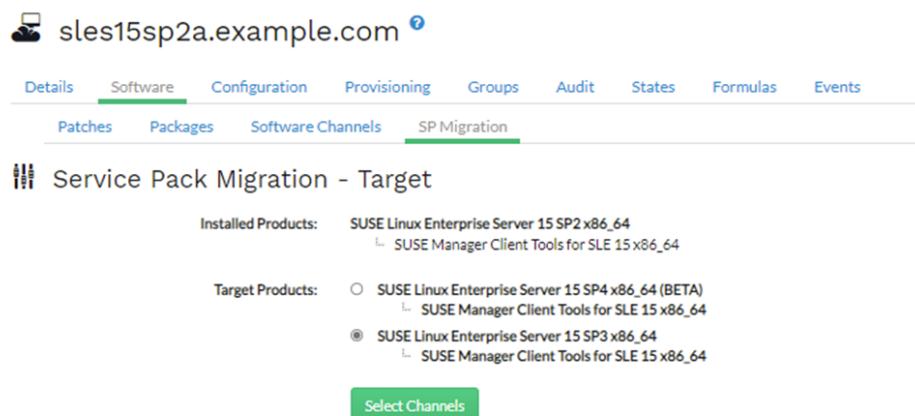 sles15sp2a.example.com ?
Details Software Configuration Provisioning Groups Audit States Formulas Events
Patches Packages Software Channels SP Migration
Service Pack Migration - Target
Installed Products: SUSE Linux Enterprise Server 15 SP2 x86_64
SUSE Manager Client Tools for SLE 15 x86_64
Target Products: SUSE Linux Enterprise Server 15 SP4 x86_64 (BETA)
SUSE Manager Client Tools for SLE 15 x86_64
SUSE Linux Enterprise Server 15 SP3 x86_64
SUSE Manager Client Tools for SLE 15 x86_64
Select Channels